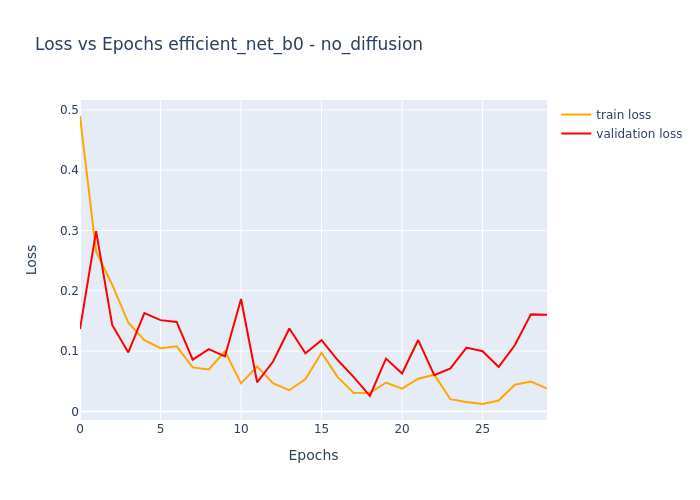 Loss vs Epochs efficient_net_b0 - no_diffusion
train loss
validation loss
0.5
0.4
0.3
0.2
0.1
0
Loss
0 5 10 15 20 25
Epochs